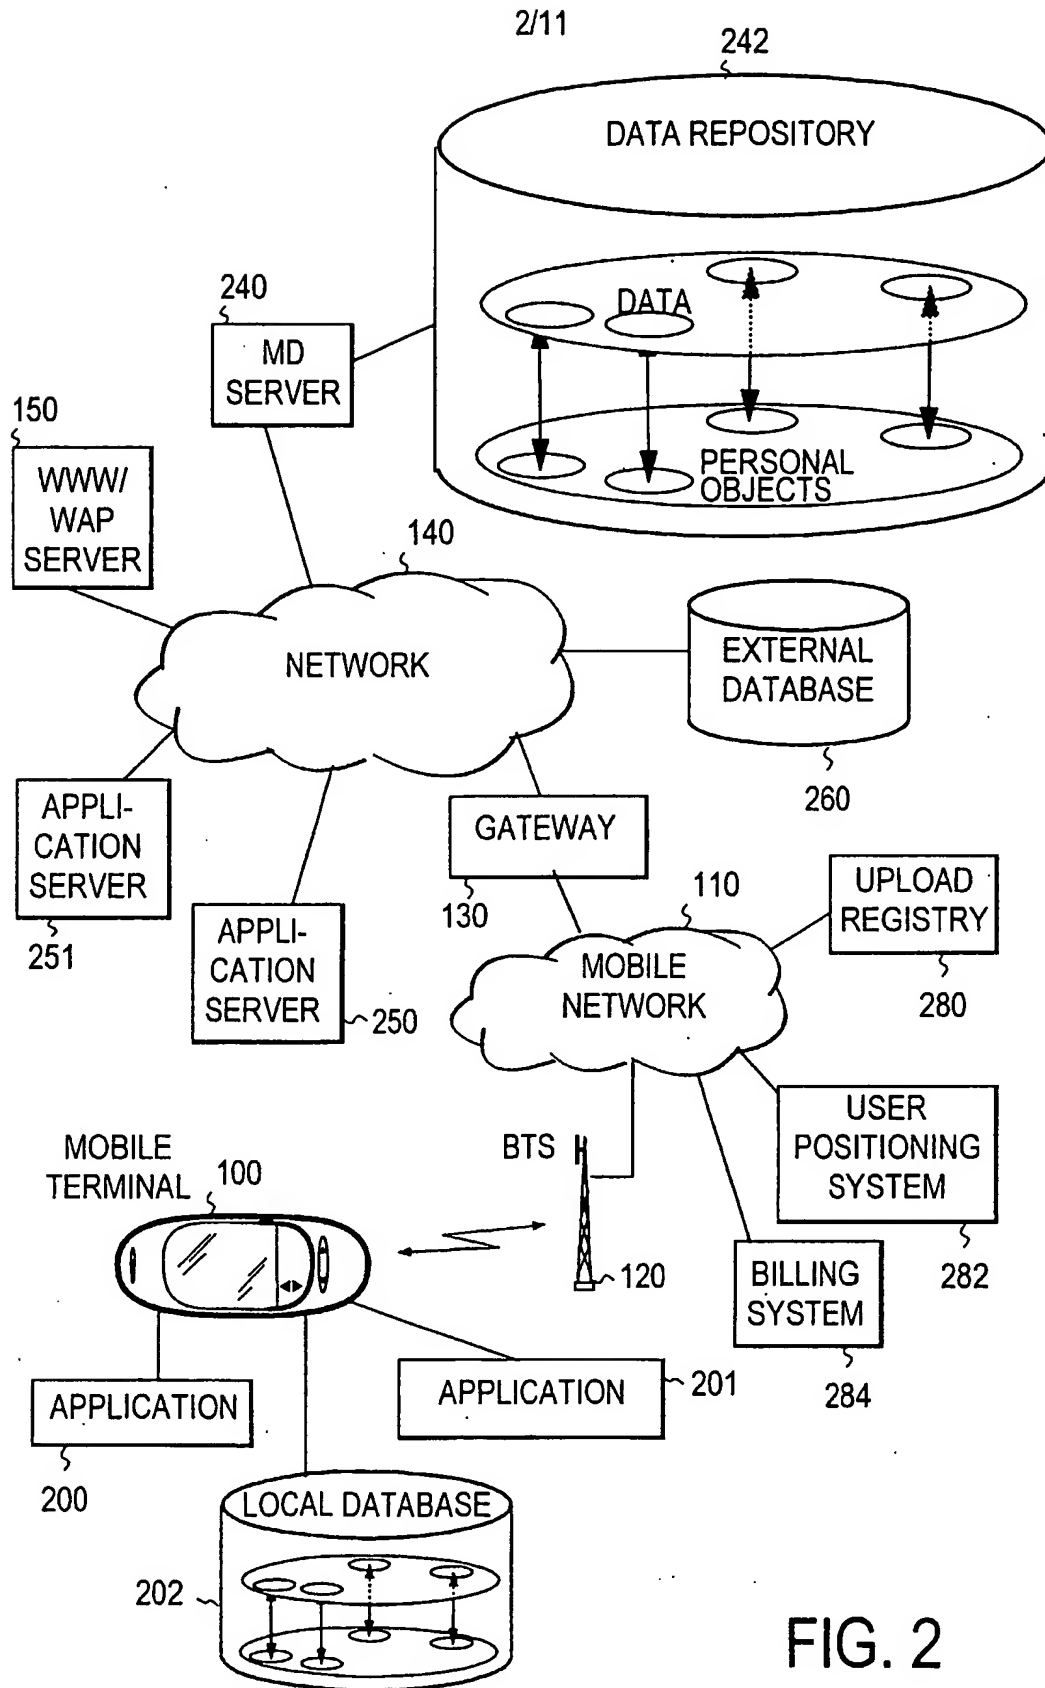 2/11
242
DATA REPOSITORY
DATA
PERSONAL
OBJECTS
240
MD
SERVER
150
WWW/
WAP
SERVER
140
NETWORK
EXTERNAL
DATABASE
260
APPLI-
CATION
SERVER
251
APPLI-
CATION
SERVER
250
GATEWAY
130
110
MOBILE
NETWORK
UPLOAD
REGISTRY
280
USER
POSITIONING
SYSTEM
282
BILLING
SYSTEM
284
BTS
120
MOBILE
TERMINAL
100
APPLICATION
200
APPLICATION
201
LOCAL DATABASE
202
FIG. 2